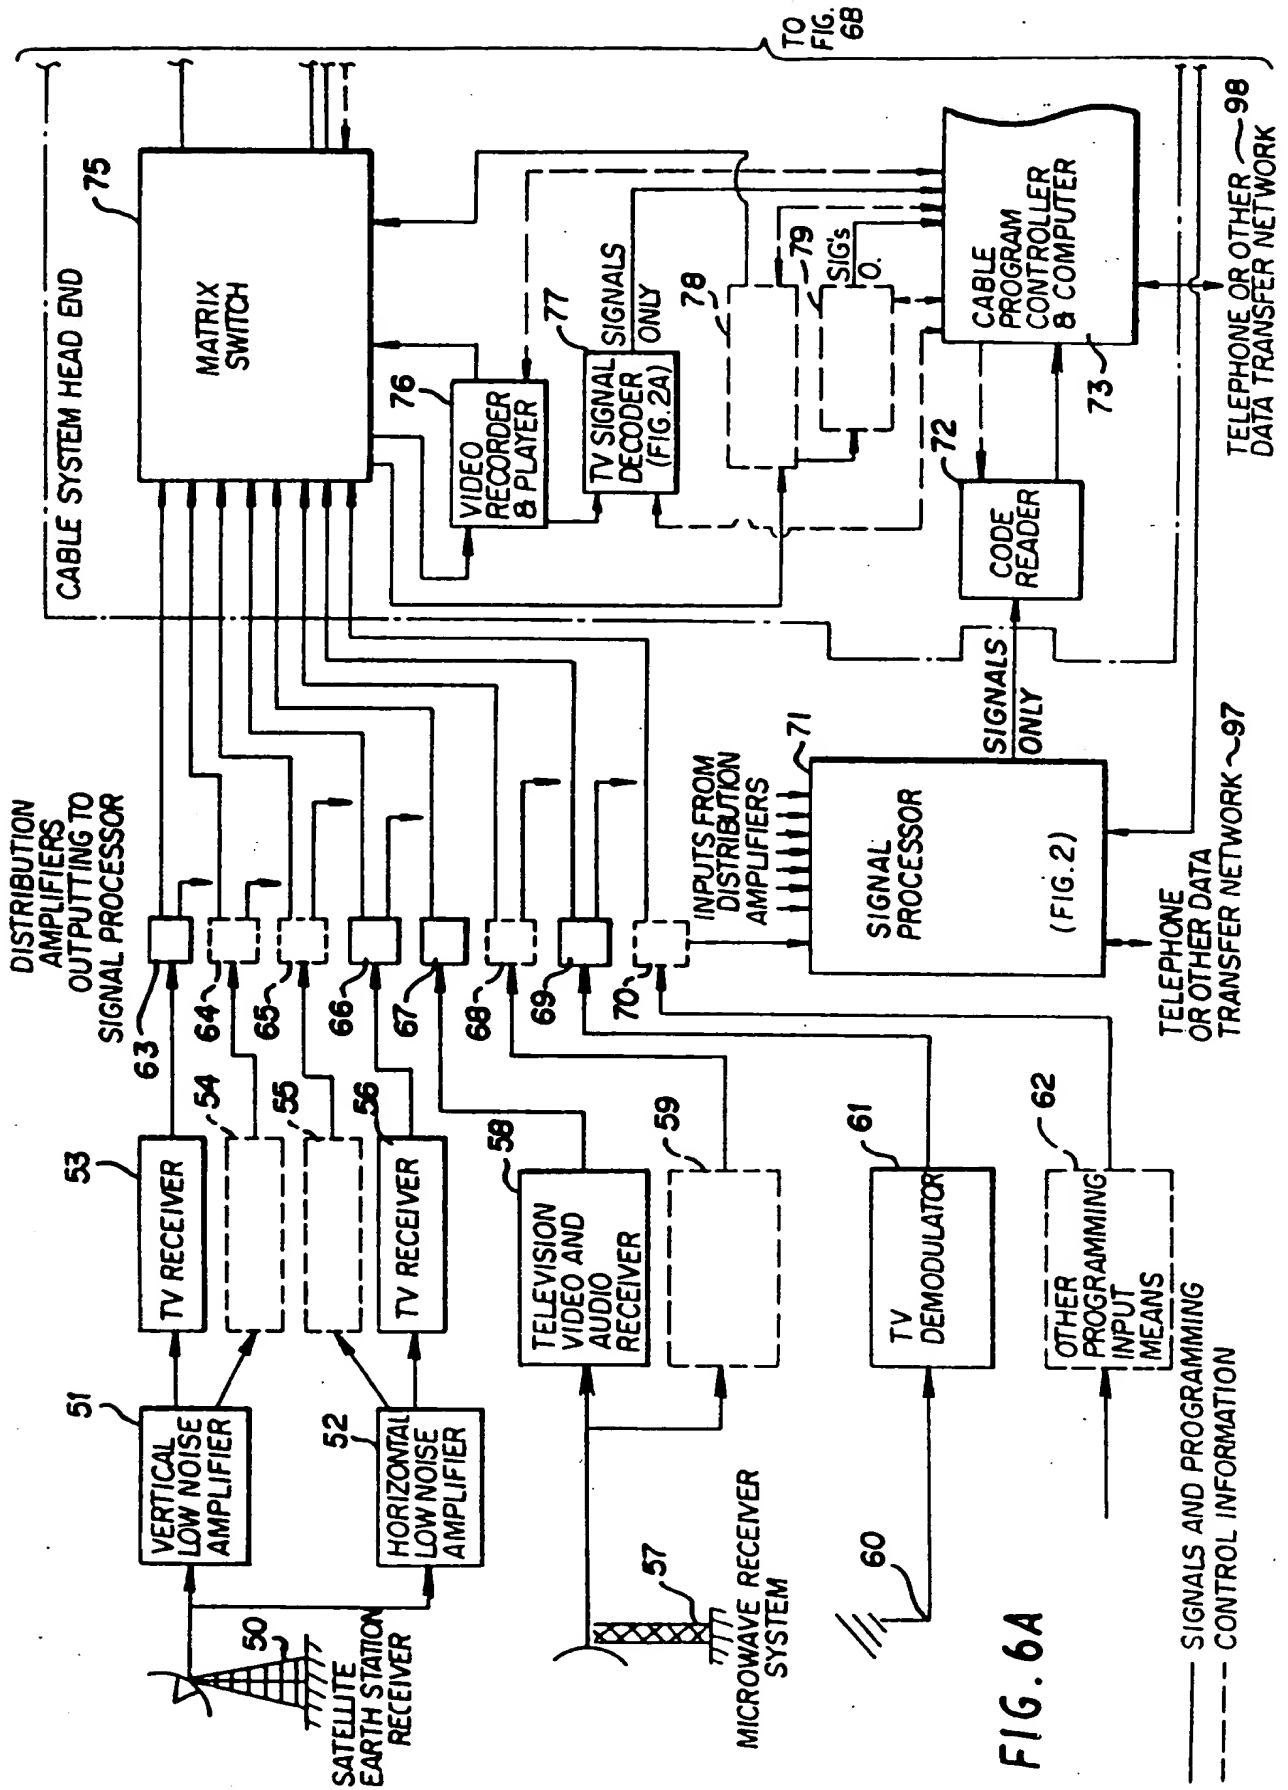 DISTRIBUTION
AMPLIFIERS
OUTPUTTING TO
SIGNAL PROCESSOR
CABLE SYSTEM HEAD END
75
MATRIX
SWITCH
TO
FIG.
6B
51
VERTICAL
LOW NOISE
AMPLIFIER
53
TV RECEIVER
54
55
56
TV RECEIVER
52
HORIZONTAL
LOW NOISE
AMPLIFIER
50
SATELLITE
EARTH STATION
RECEIVER
63
64
65
66
67
68
69
70
76
VIDEO
RECORDER
& PLAYER
77
TV SIGNAL
DECODER
(FIG. 2A)
SIGNALS
ONLY
78
79
SIG's
O.
58
TELEVISION
VIDEO AND
AUDIO
RECEIVER
59
57
MICROWAVE RECEIVER
SYSTEM
60
61
TV
DEMODULATOR
62
OTHER
PROGRAMMING
INPUT
MEANS
INPUTS FROM
DISTRIBUTION
AMPLIFIERS
71
SIGNAL
PROCESSOR
(FIG. 2)
SIGNALS
ONLY
72
CODE
READER
CABLE
PROGRAM
CONTROLLER
& COMPUTER
73
TELEPHONE
OR OTHER DATA
TRANSFER NETWORK 97
TELEPHONE OR OTHER 98
DATA TRANSFER NETWORK
FIG. 6A
SIGNALS AND PROGRAMMING
CONTROL INFORMATION